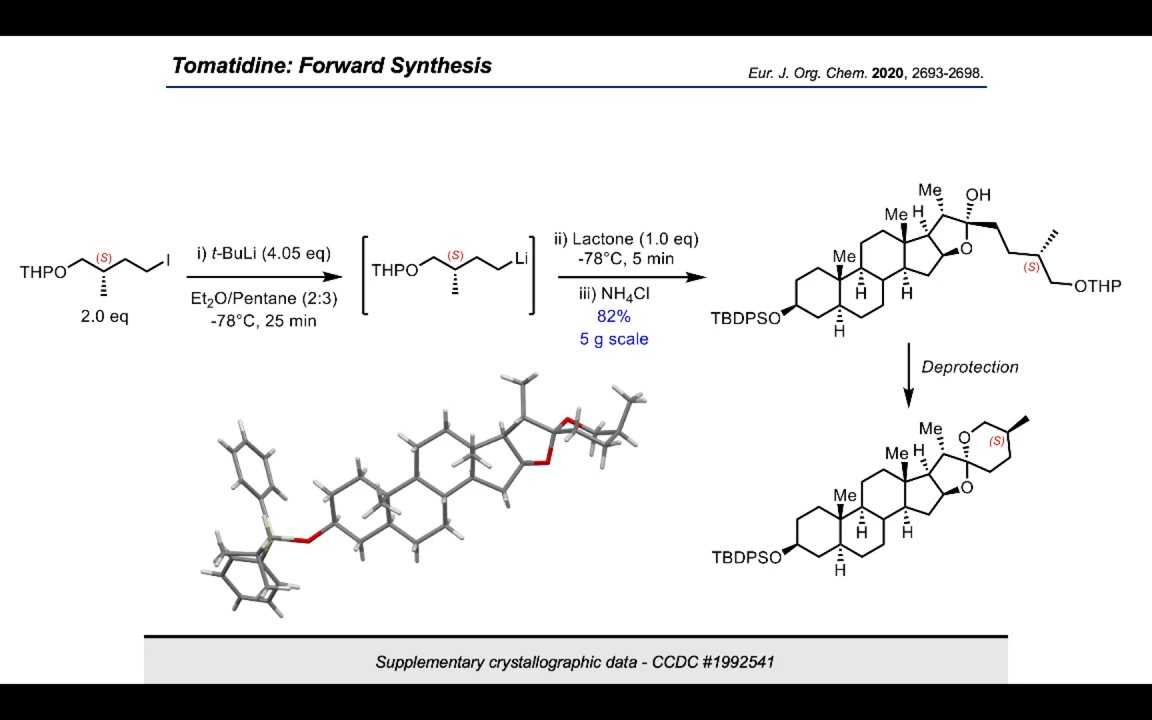 Tomatidine: Forward Synthesis
Eur. J. Org. Chem. 2020, 2693-2698.
THPO
(S)
I
2.0 eq
i) t-BuLi (4.05 eq)
Et₂O/Pentane (2:3)
-78°C, 25 min
THPO
(S)
Li
ii) Lactone (1.0 eq)
-78°C, 5 min
iii) NH₄Cl
82%
5 g scale
Me
OH
Me
H
O
Me
(S)
OTHP
H
H
TBDPSO
H
Deprotection
Me
O
(S)
Me
H
O
Me
H
H
TBDPSO
H
Supplementary crystallographic data - CCDC #1992541